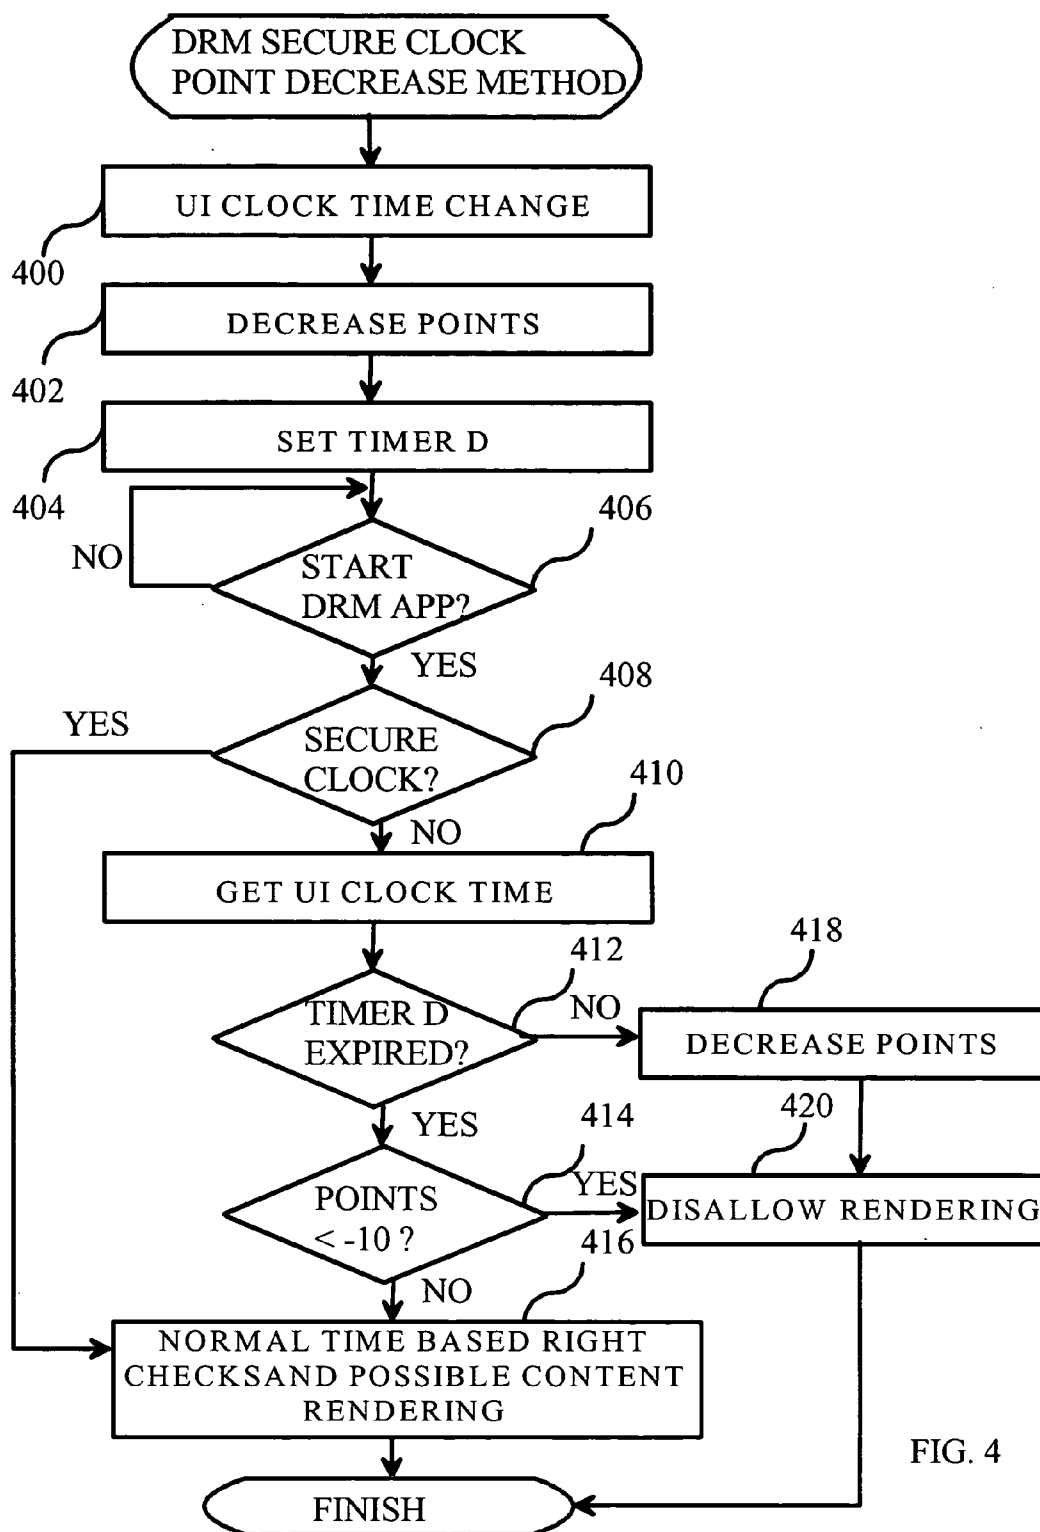 DRM SECURE CLOCK
POINT DECREASE METHOD
UI CLOCK TIME CHANGE
400
DECREASE POINTS
402
SET TIMER D
404
406
NO
START
DRM APP?
YES
408
YES
SECURE
CLOCK?
410
NO
GET UI CLOCK TIME
418
412
NO
TIMER D
EXPIRED?
DECREASE POINTS
420
414
YES
YES
POINTS
< -10 ?
DISALLOW RENDERING
416
NO
NORMAL TIME BASED RIGHT
CHECKSAND POSSIBLE CONTENT
RENDERING
FIG. 4
FINISH